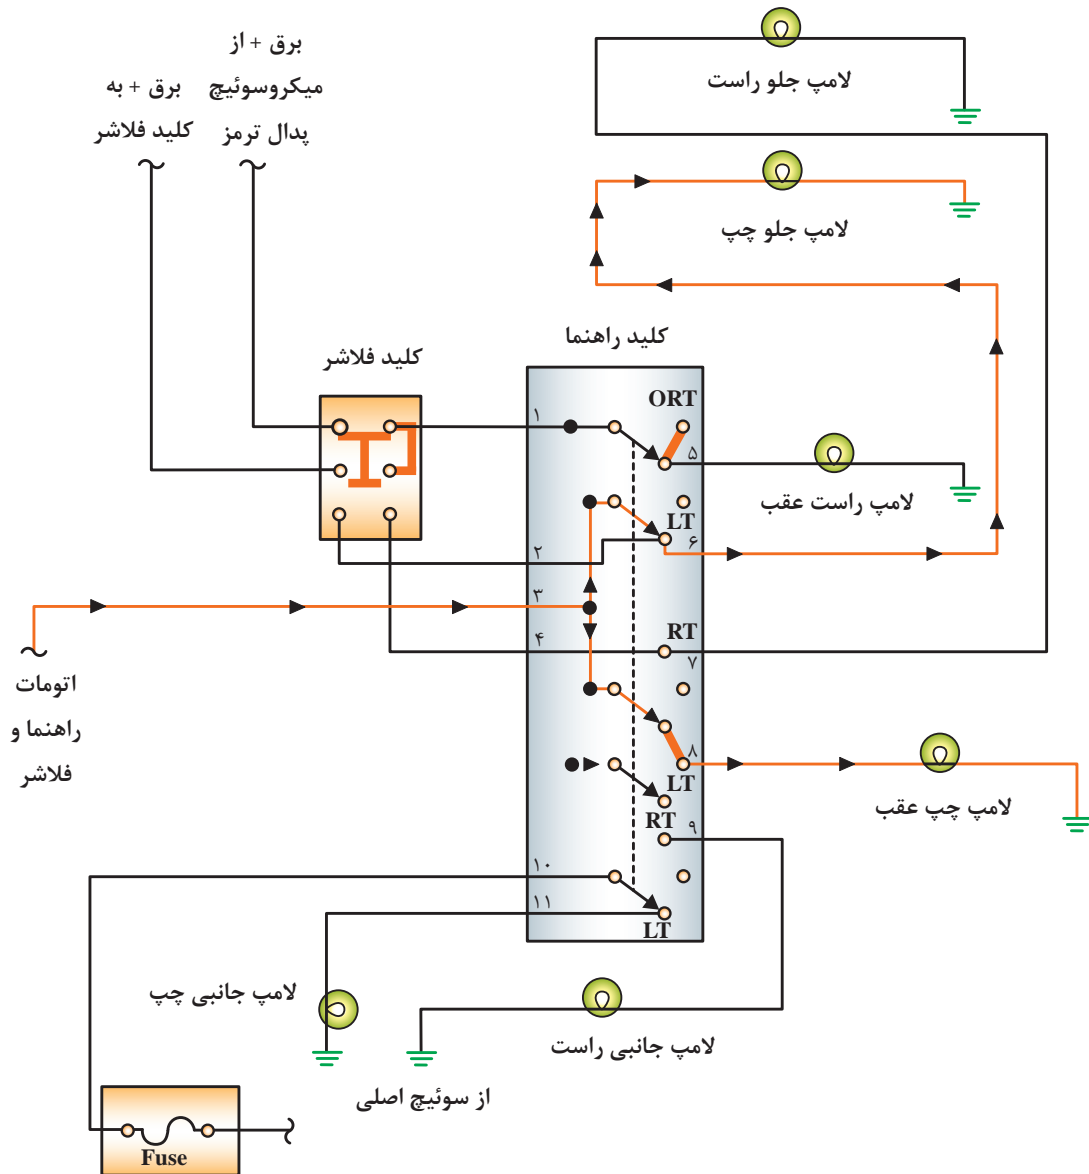 برق + از
میکروسوئیچ
پدال ترمز
برق + به
کلید فلاشر
لامپ جلو راست
لامپ جلو چپ
کلید راهنما
کلید فلاشر
ORT
۱
۵
لامپ راست عقب
LT
۶
۲
۳
RT
۴
۷
اتومات
راهنما و
فلاشر
۸
LT
لامپ چپ عقب
RT
۹
۱۰
۱۱
LT
لامپ جانبی چپ
لامپ جانبی راست
از سوئیچ اصلی
Fuse